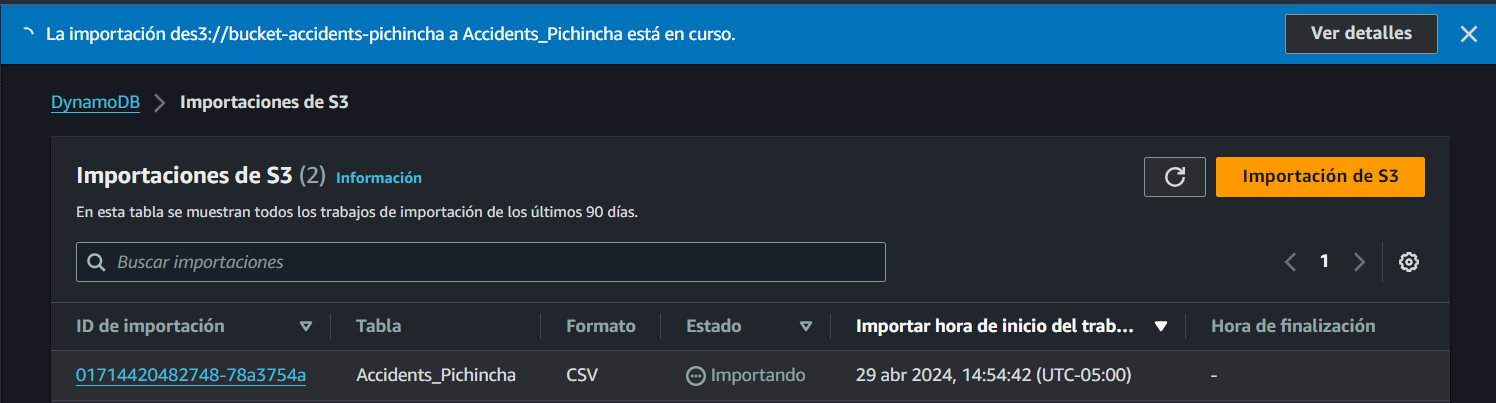 La importación des3://bucket-accidents-pichincha a Accidents_Pichincha está en curso.
Ver detalles
DynamoDB
Importaciones de S3
Importaciones de S3 (2) Información
Importación de S3
En esta tabla se muestran todos los trabajos de importación de los últimos 90 días.
Buscar importaciones
1
ID de importación Tabla Formato Estado Importar hora de inicio del trab... Hora de finalización
01714420482748-78a3754a Accidents_Pichincha CSV Importando 29 abr 2024, 14:54:42 (UTC-05:00) -